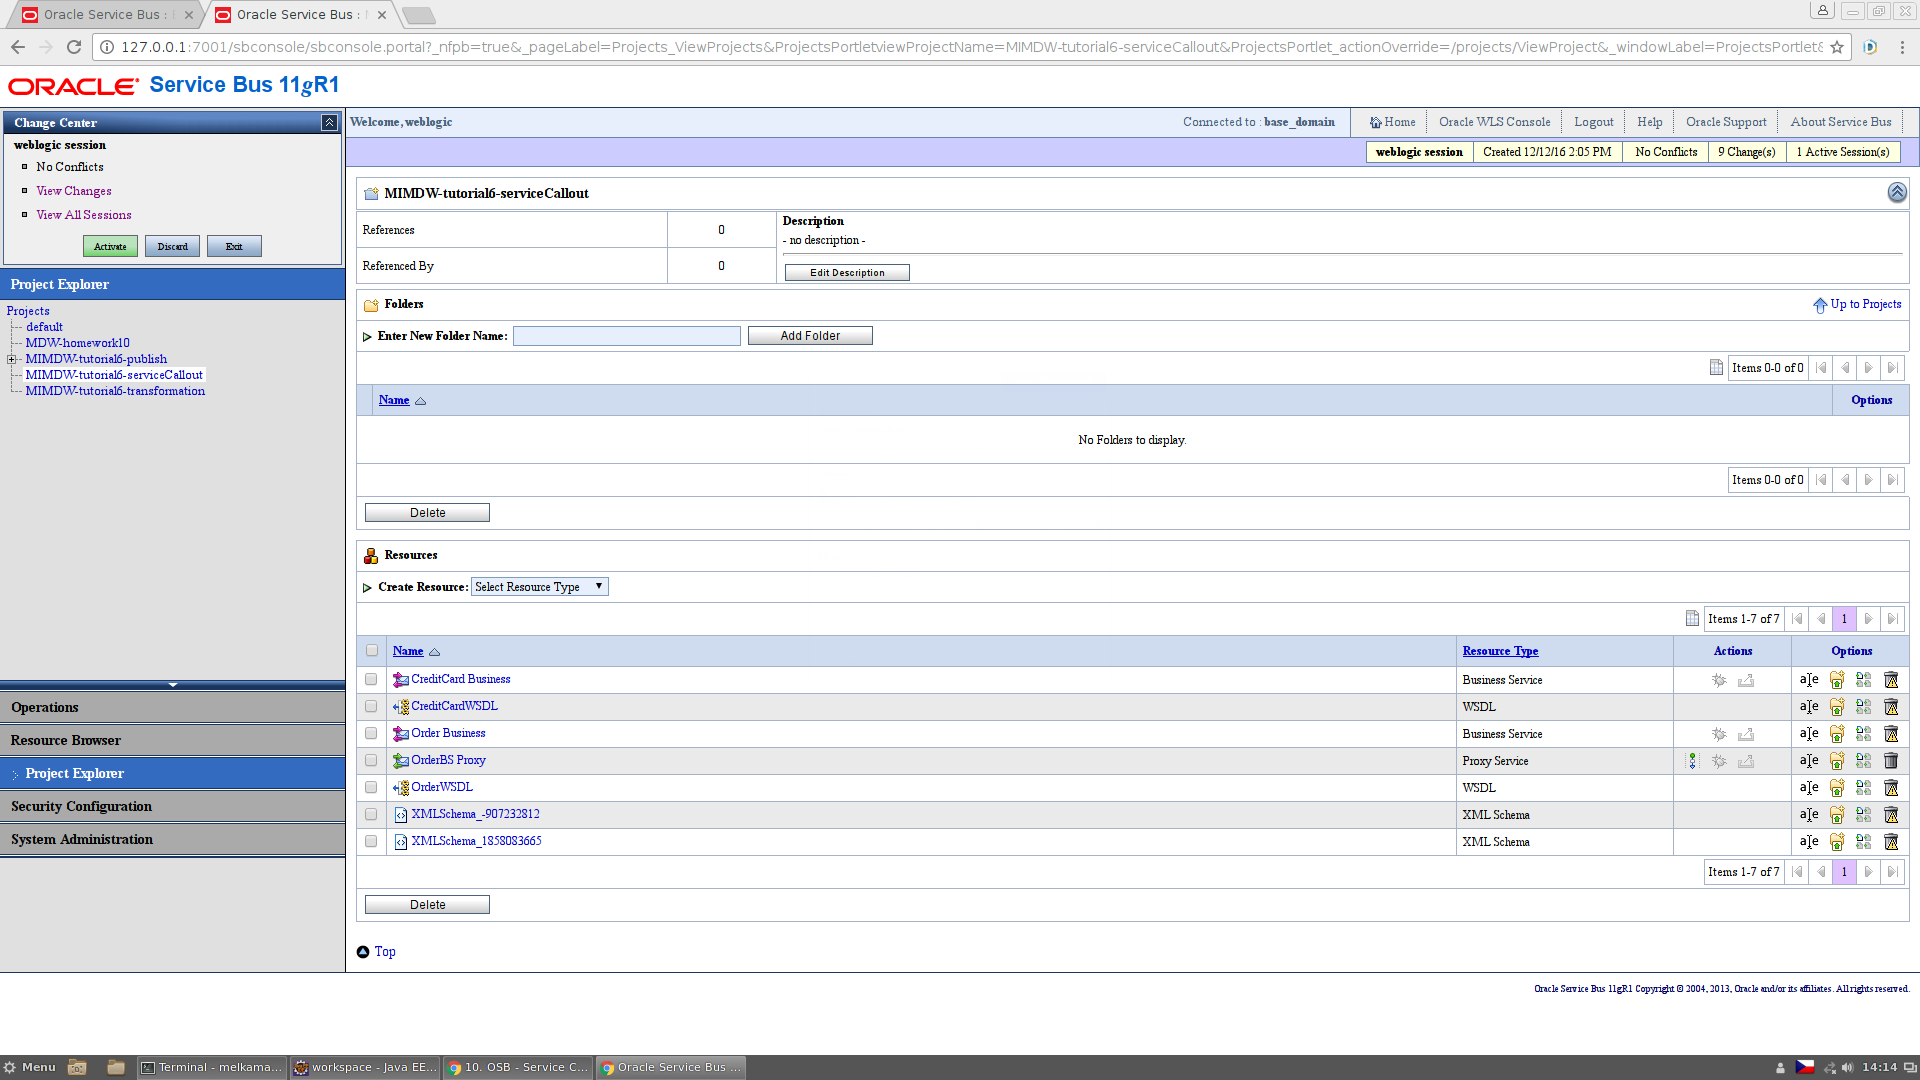 Oracle Service Bus :
Oracle Service Bus :
127.0.0.1:7001/sbconsole/sbconsole.portal?_nfpb=true&_pageLabel=Projects_ViewProjects&ProjectsPortletviewProjectName=MIMDW-tutorial6-serviceCallout&ProjectsPortlet_actionOverride=/projects/ViewProject&_windowLabel=ProjectsPortlet&
ORACLE Service Bus 11gR1
Change Center
Welcome, weblogic
Connected to : base_domain
Home
Oracle WLS Console
Logout
Help
Oracle Support
About Service Bus
weblogic session
No Conflicts
View Changes
View All Sessions
Activate
Discard
Exit
weblogic session
Created 12/12/16 2:05 PM
No Conflicts
9 Change(s)
1 Active Session(s)
Project Explorer
Projects
default
MDW-homework10
MIMDW-tutorial6-publish
MIMDW-tutorial6-serviceCallout
MIMDW-tutorial6-transformation
Operations
Resource Browser
Project Explorer
Security Configuration
System Administration
MIMDW-tutorial6-serviceCallout
References 0
Referenced By 0
Description
- no description -
Edit Description
Folders
Up to Projects
Enter New Folder Name:
Add Folder
Items 0-0 of 0
Name
Options
No Folders to display.
Items 0-0 of 0
Delete
Resources
Create Resource: Select Resource Type
Items 1-7 of 7 1
Name Resource Type Actions Options
CreditCard Business Business Service
CreditCardWSDL WSDL
Order Business Business Service
OrderBS Proxy Proxy Service
OrderWSDL WSDL
XMLSchema_-907232812 XML Schema
XMLSchema_1858083665 XML Schema
Items 1-7 of 7 1
Delete
Top
Oracle Service Bus 11gR1 Copyright © 2004, 2013, Oracle and/or its affiliates. All rights reserved.
Menu
Terminal - melkama...
workspace - Java EE...
10. OSB - Service C...
Oracle Service Bus ...
14:14